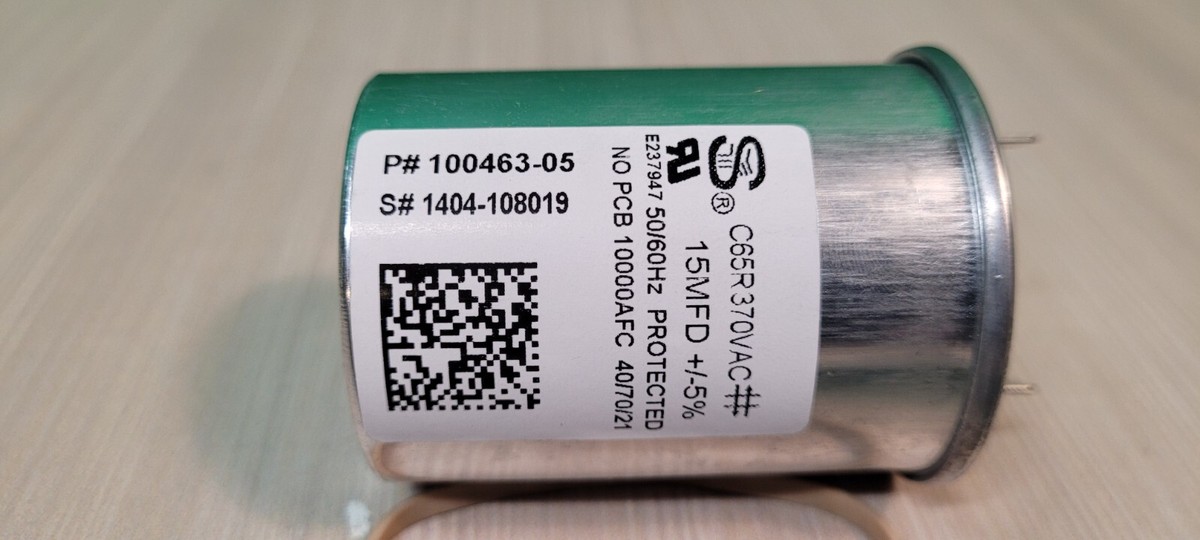 P# 100463-05
S# 1404-108019
® C65R370VAC
15MFD +/-5%
E237947 50/60Hz PROTECTED
NO PCB 10000AFC 40/70/21